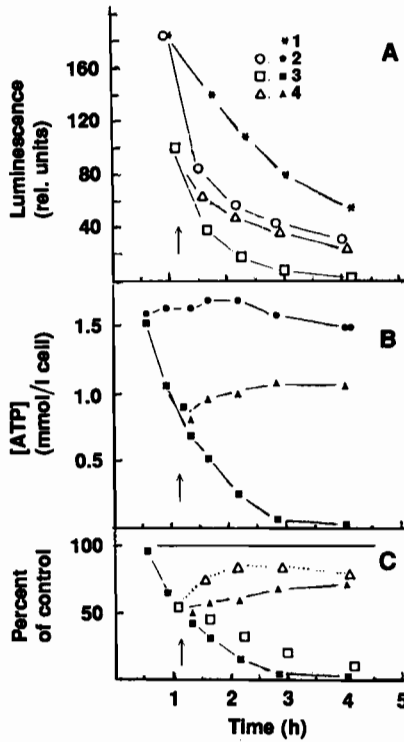 A
* 1
○ ● 2
□ ■ 3
△ ▲ 4
Luminescence
(rel. units)
160
120
80
40
B
[ATP]
(mmol/l cell)
1.5
1.0
0.5
C
Percent
of control
100
50
1 2 3 4
Time (h)